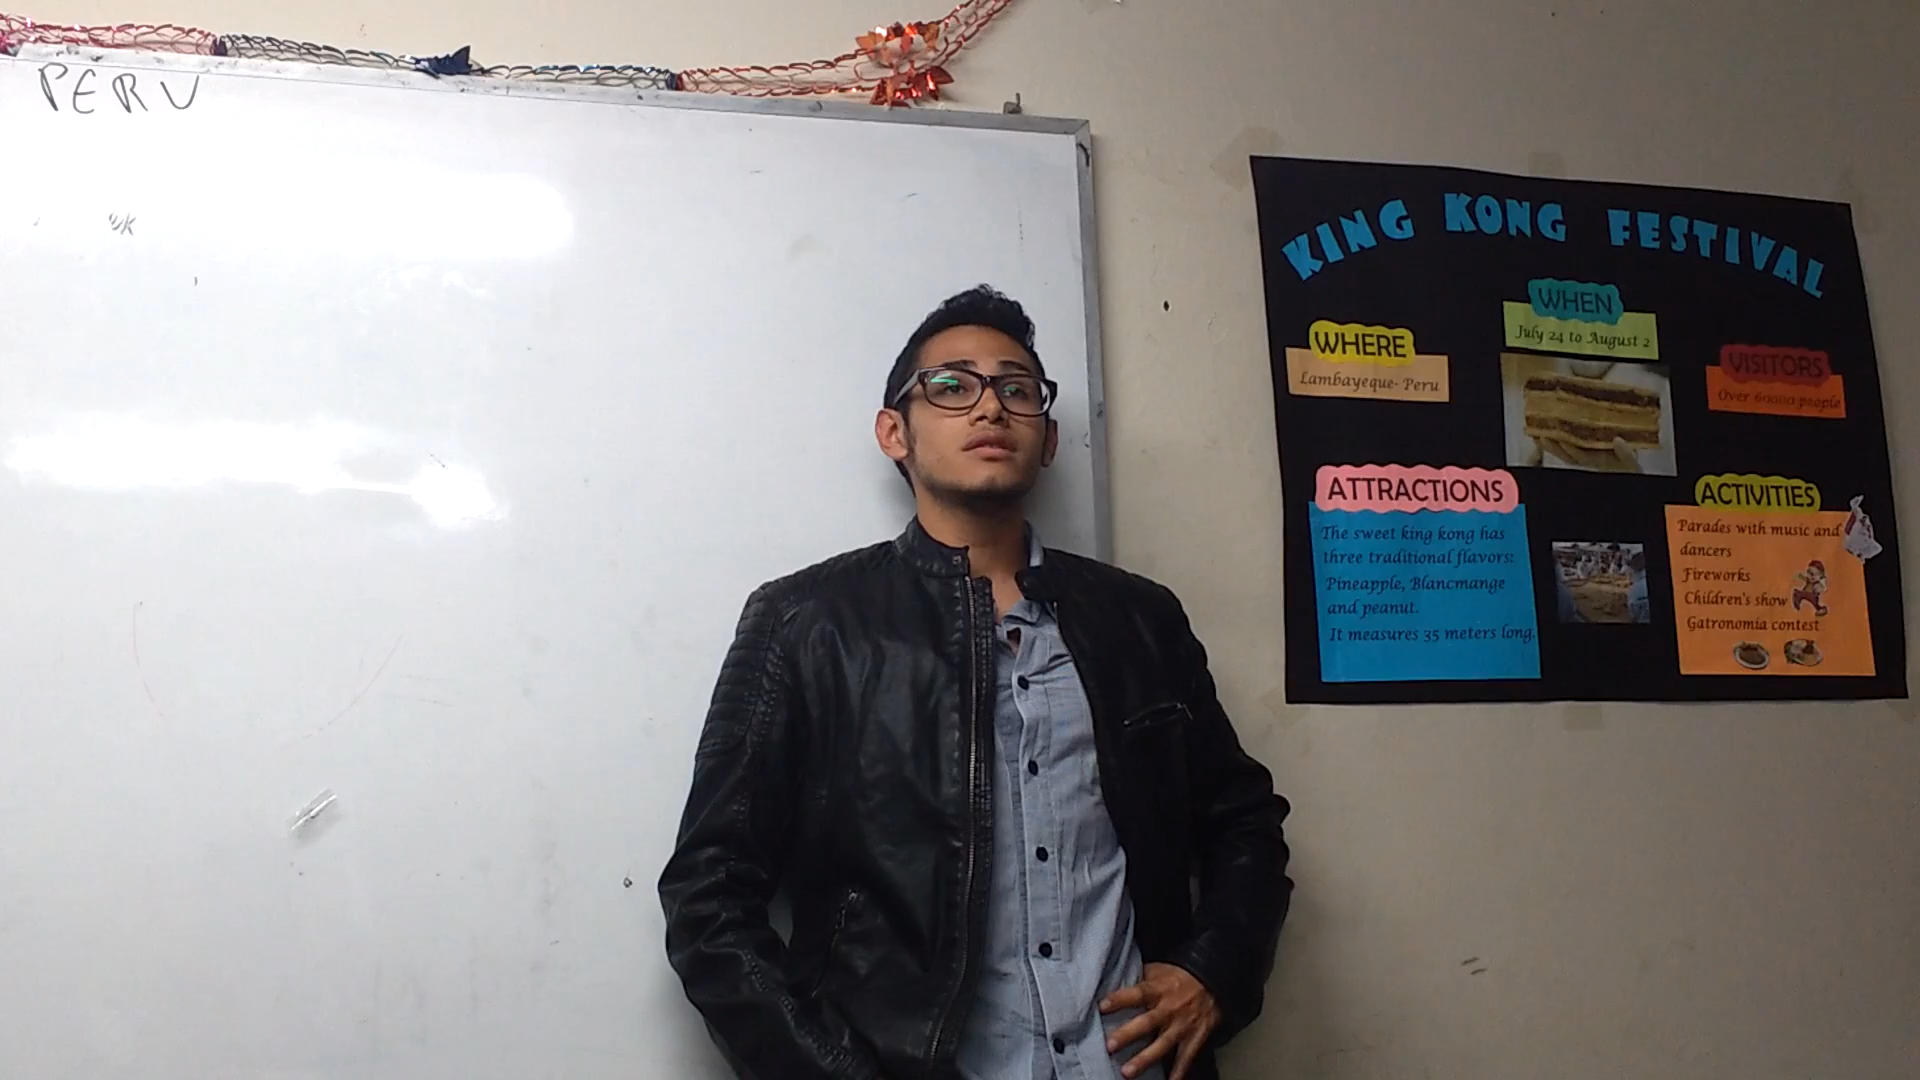 PERU
KING KONG FESTIVAL
WHEN
July 24 to August 2
WHERE
Lambayeque- Peru
VISITORS
Over 60000 people
ATTRACTIONS
The sweet king kong has
three traditional flavors:
Pineapple, Blancmange
and peanut.
It measures 35 meters long.
ACTIVITIES
Parades with music and
dancers
Fireworks
Children's show
Gatronomia contest